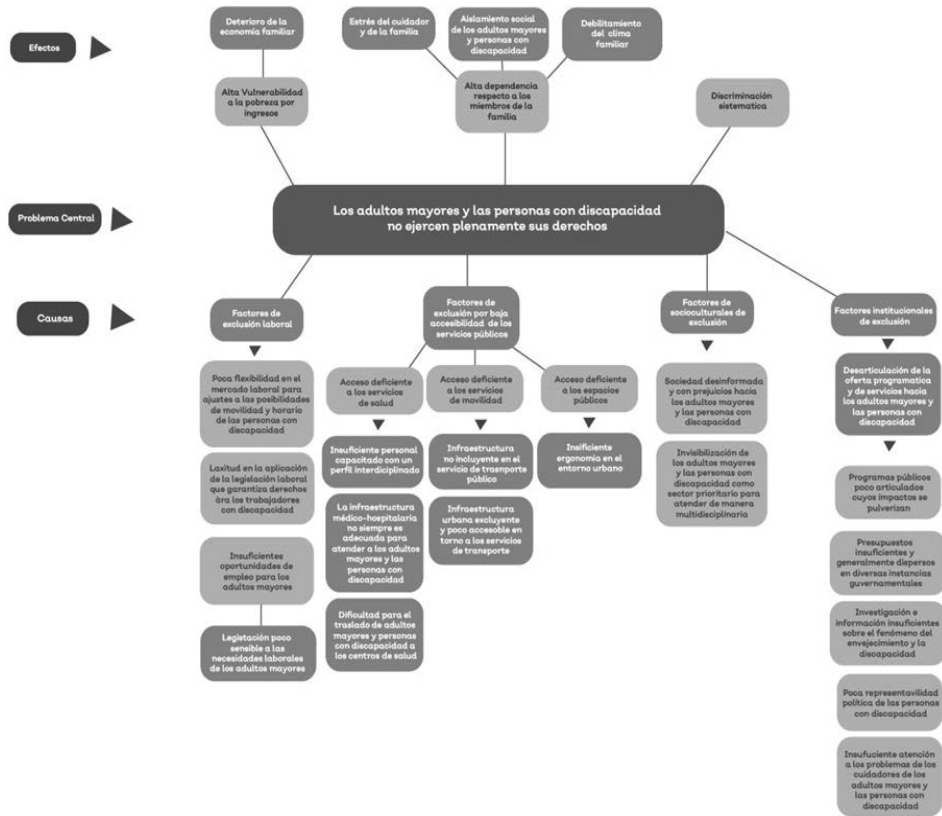 Efectos
Deterioro de la
economía familiar
Estrés del cuidador
y de la familia
Aislamiento social
de los adultos mayores
y personas con
discapacidad
Debilitamiento
del clima
familiar
Alta Vulnerabilidad
a la pobreza por
ingresos
Alta dependencia
respecto a los
miembros de la
familia
Discriminación
sistematica
Problema Central
Los adultos mayores y las personas con discapacidad
no ejercen plenamente sus derechos
Causas
Factores de
exclusión laboral
Factores de
exclusión por baja
accesibilidad de los
servicios públicos
Factores de
socioculturales de
exclusión
Factores institucionales
de exclusión
Poca flexibilidad en el
mercado laboral para
ajustes a las posibilidades
de movilidad y horario
de las personas con
discapacidad
Laxitud en la aplicación
de la legislación laboral
que garantiza derechos
àra los trabajadores
con discapacidad
Insuficientes
oportunidades de
empleo para los
adultos mayores
Legistación poco
sensible a las
necesidades laborales
de los adultos mayores
Acceso deficiente
a los servicios
de salud
Insuficiente personal
capacitado con un
perfil interdiciplinado
La infraestructura
médico-hospitalaria
no siempre es
adecuada para
atender a los adultos
mayores y las
personas con
discapacidad
Dificultad para el
traslado de adultos
mayores y personas
con discapacidad a
los centros de salud
Acceso deficiente
a los servicios
de movilidad
Infraestructura
no incluyente en el
servicio de transporte
público
Infraestructura
urbana excluyente
y poco accesible en
torno a los servicios
de transporte
Acceso deficiente
a los espacios
públicos
Insificiente
ergonomia en el
entorno urbano
Sociedad desinformada
y con prejuicios hacia
los adultos mayores
y las personas con
discapacidad
Invisibilización de
los adultos mayores
y las personas con
discapacidad como
sector prioritario para
atender de manera
multidisciplinaria
Desarticulación de la
oferta programatica y
de servicios hacia
los adultos mayores y
las personas con
discapacidad
Programas públicos
poco articulados
cuyos impactos se
pulverizan
Presupuestos
insuficientes y
generalmente dispersos
en diversas instancias
guvernamentales
Investigación e
información insuficientes
sobre el fenómeno del
envejecimiento y la
discapacidad
Poca representavilidad
política de las personas
con discapacidad
Insufuciente atención
a los problemas de los
cuidadores de los
adultos mayores y
las personas con
discapacidad